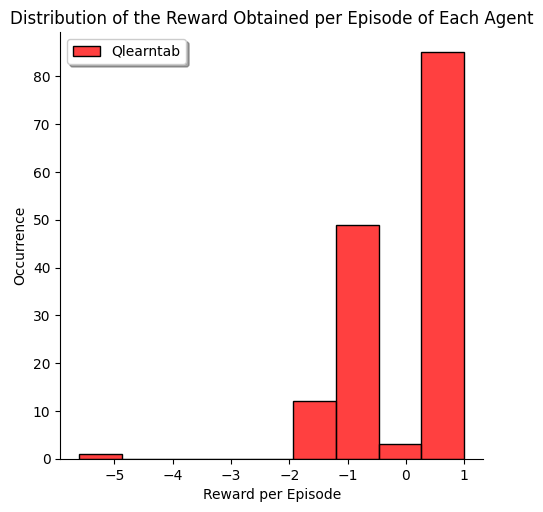 Distribution of the Reward Obtained per Episode of Each Agent
Qlearntab
80
70
60
50
40
30
20
10
0
Occurrence
−5 −4 −3 −2 −1 0 1
Reward per Episode